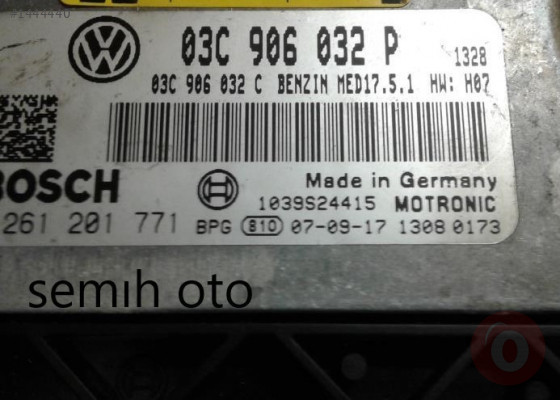 03C 906 032 P 1328
03C 906 032 C BENZIN MED17.5.1 HW: H07
BOSCH
Made in Germany
1039S24415 MOTRONIC
261 201 771 BPG 810 07-09-17 1308 0173
semih oto